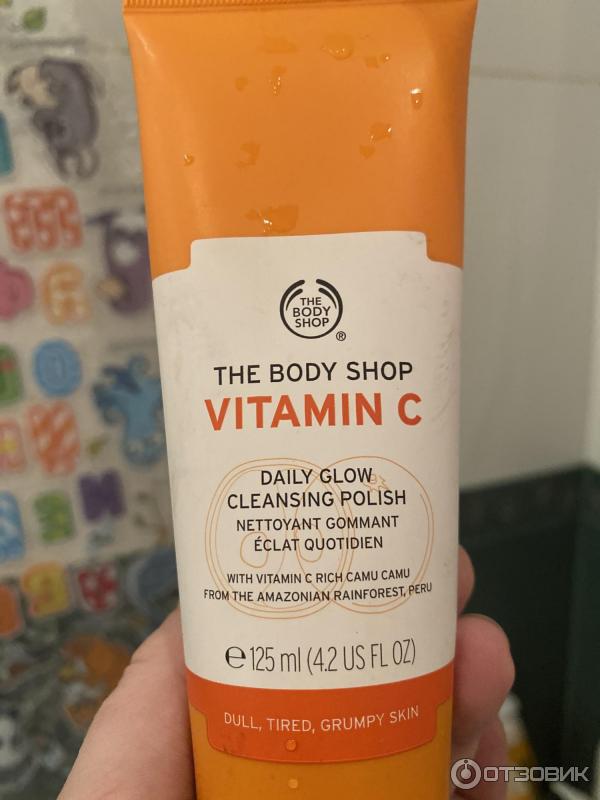 THE
BODY
SHOP
®
THE BODY SHOP
VITAMIN C
DAILY GLOW
CLEANSING POLISH
NETTOYANT GOMMANT
ÉCLAT QUOTIDIEN
WITH VITAMIN C RICH CAMU CAMU
FROM THE AMAZONIAN RAINFOREST, PERU
℮ 125 ml (4.2 US FL OZ)
DULL, TIRED, GRUMPY SKIN
ОТЗОВИК